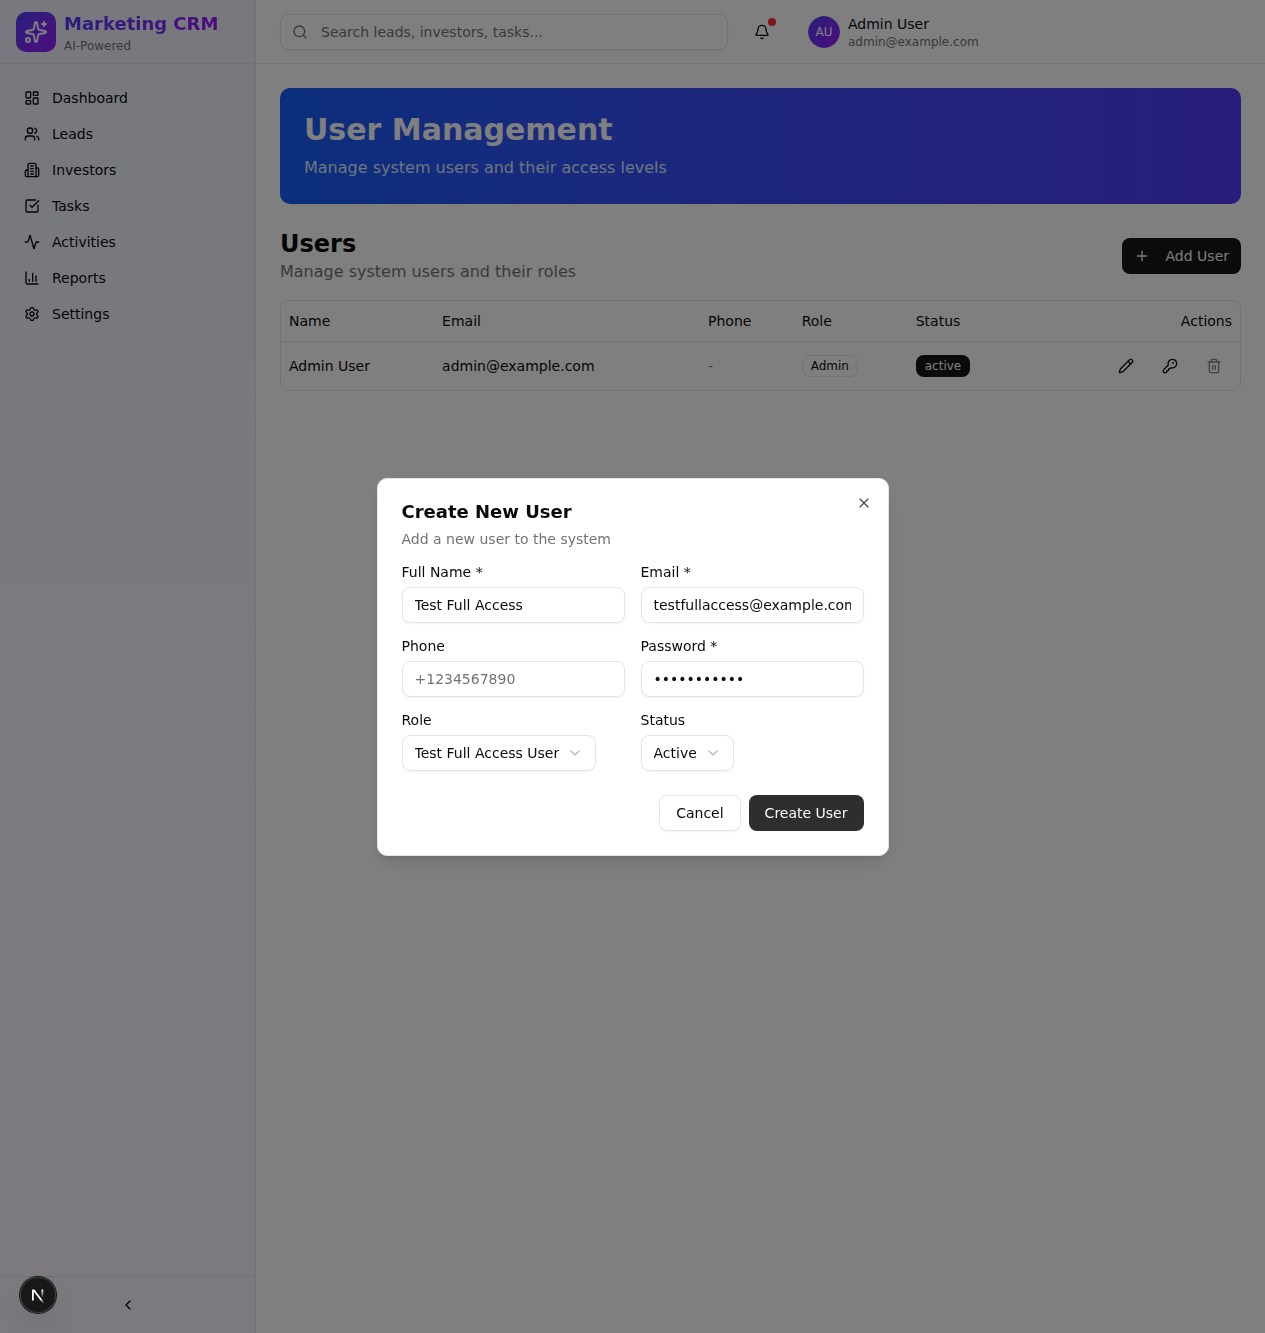 Marketing CRM
AI-Powered
Search leads, investors, tasks...
AU
Admin User
admin@example.com
Dashboard
Leads
Investors
Tasks
Activities
Reports
Settings
User Management
Manage system users and their access levels
Users
Manage system users and their roles
Add User
Name Email Phone Role Status Actions
Admin User admin@example.com - Admin active
Create New User
Add a new user to the system
Full Name * Email *
Test Full Access testfullaccess@example.con
Phone Password *
+1234567890 •••••••••••
Role Status
Test Full Access User Active
Cancel Create User
N